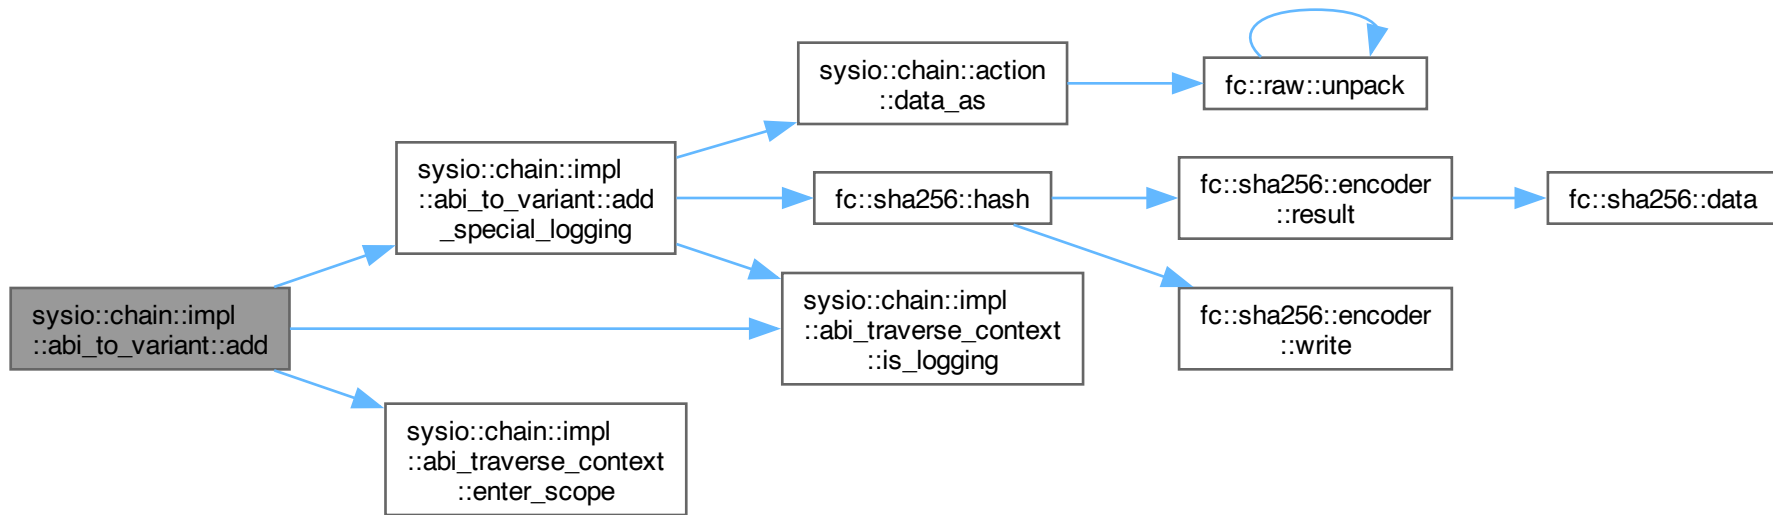 sysio::chain::impl
::abi_to_variant::add
sysio::chain::impl
::abi_to_variant::add
_special_logging
sysio::chain::action
::data_as
fc::raw::unpack
fc::sha256::hash
fc::sha256::encoder
::result
fc::sha256::data
fc::sha256::encoder
::write
sysio::chain::impl
::abi_traverse_context
::is_logging
sysio::chain::impl
::abi_traverse_context
::enter_scope